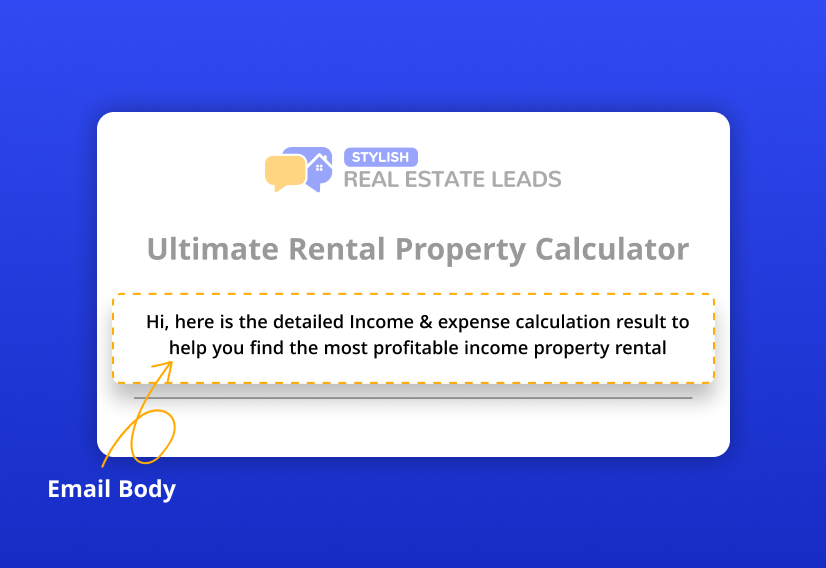 STYLISH
REAL ESTATE LEADS
Ultimate Rental Property Calculator
Hi, here is the detailed Income & expense calculation result to
help you find the most profitable income property rental
Email Body